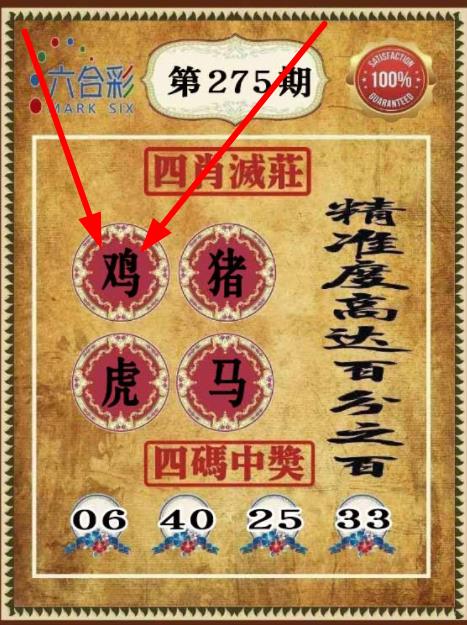 六合彩
MARK SIX
第275期
SATISFACTION
100%
GUARANTEED
四肖滅莊
鸡
猪
虎
马
精准度高达百分之百
四碼中獎
06
40
25
33